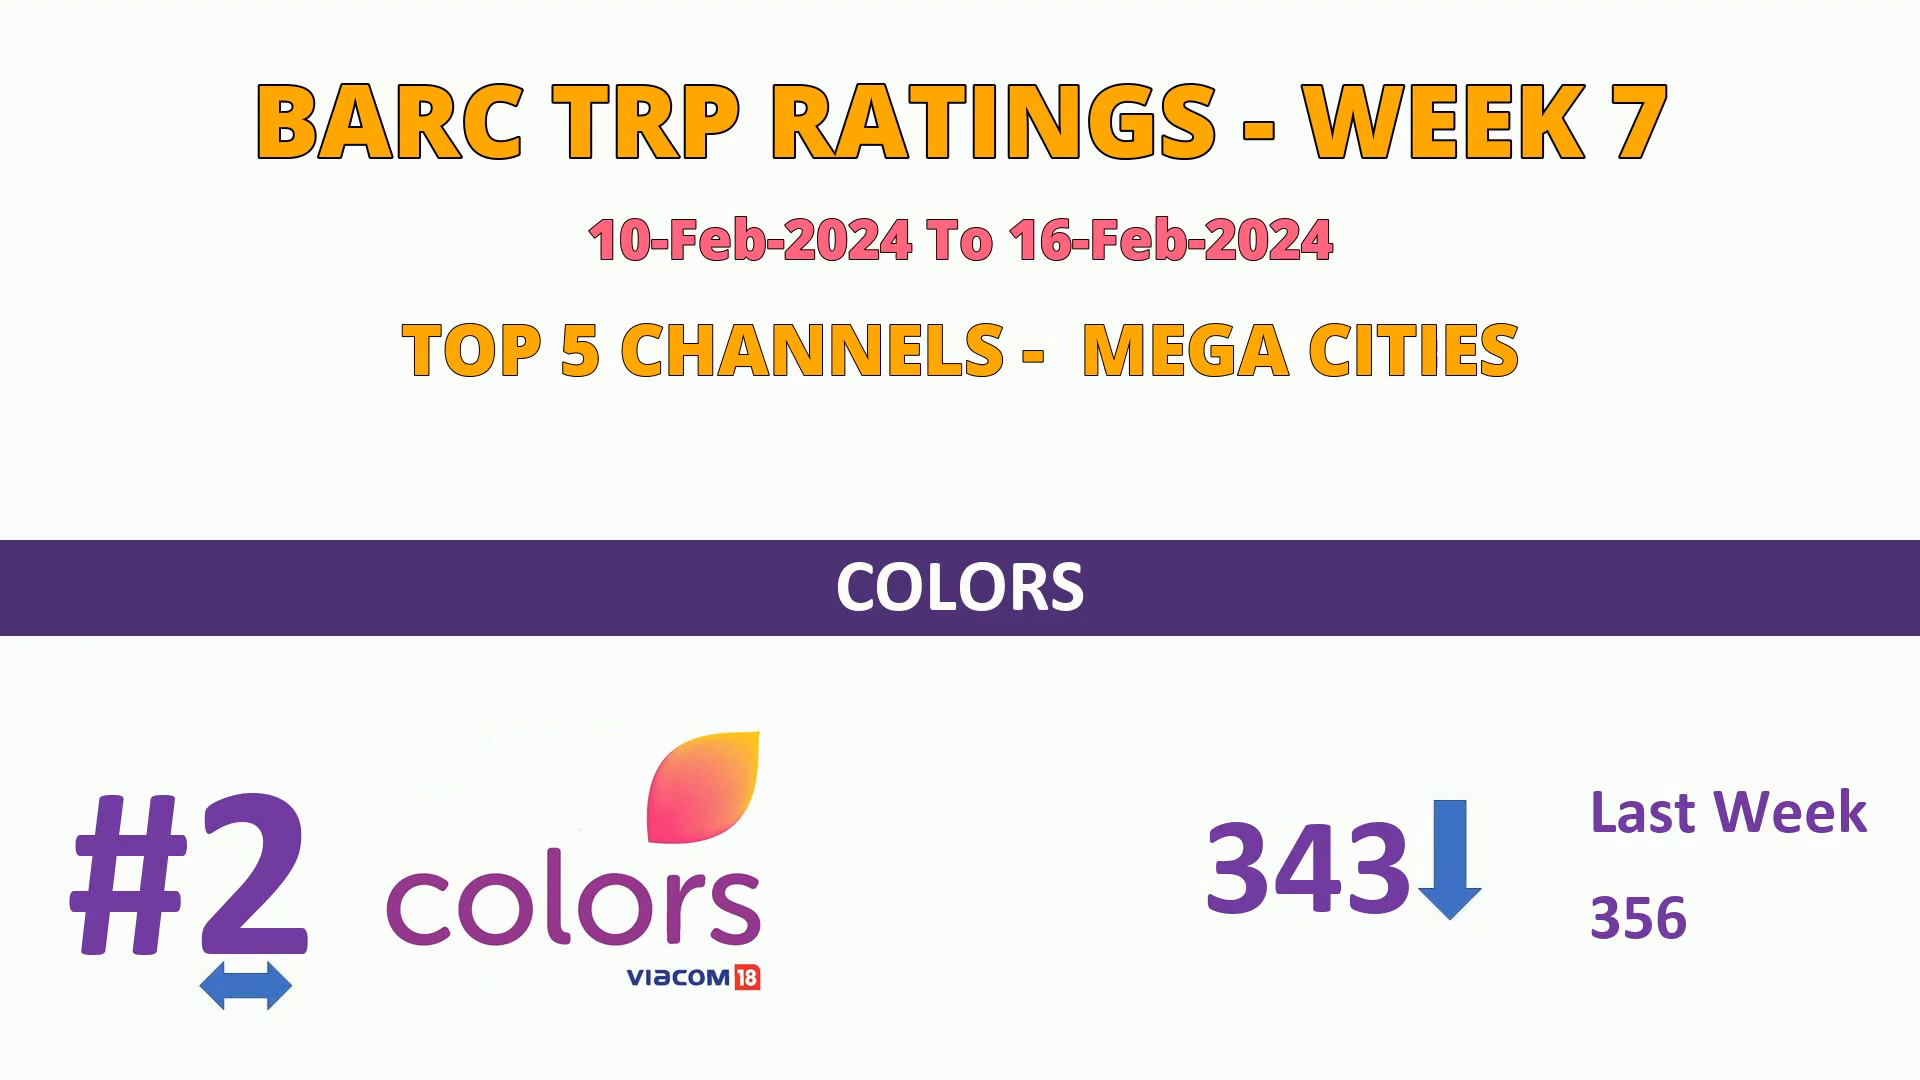 BARC TRP RATINGS - WEEK 7
10-Feb-2024 To 16-Feb-2024
TOP 5 CHANNELS - MEGA CITIES
COLORS
#2
colors
VIACOM 18
343
Last Week
356